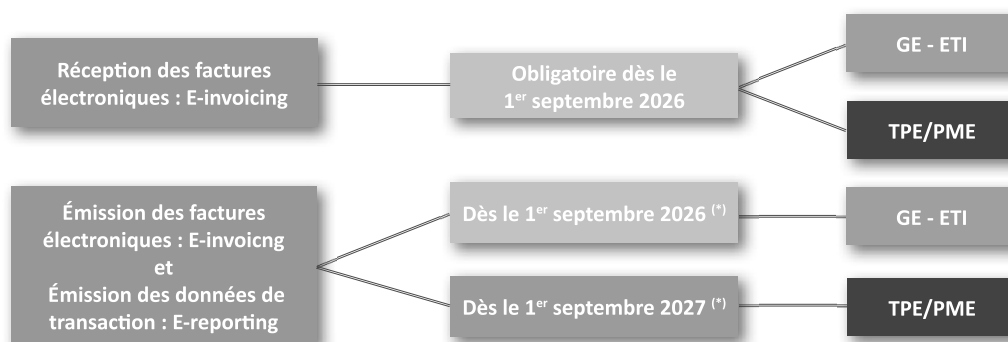 Réception des factures
électroniques : E-invoicing
Obligatoire dès le
1er septembre 2026
GE - ETI
TPE/PME
Émission des factures
électroniques : E-invoicng
et
Émission des données de
transaction : E-reporting
Dès le 1er septembre 2026 (*)
GE - ETI
Dès le 1er septembre 2027 (*)
TPE/PME